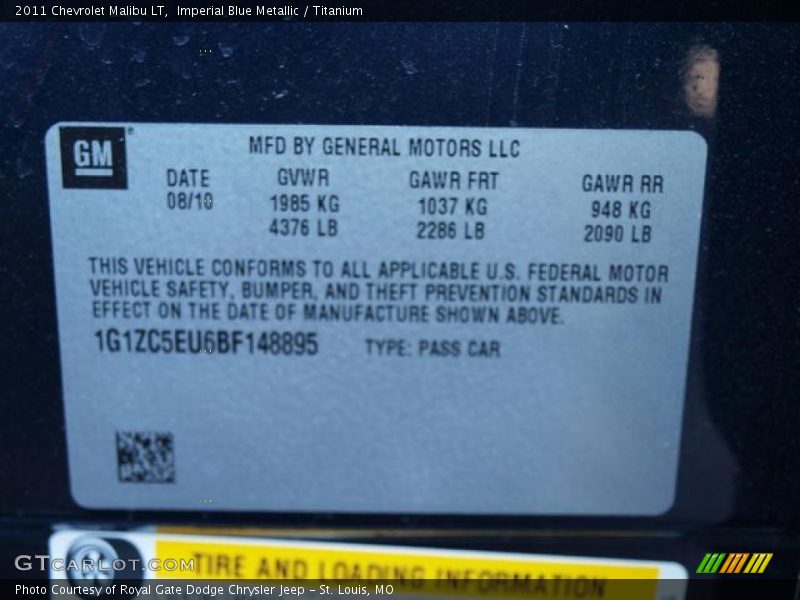 2011 Chevrolet Malibu LT, Imperial Blue Metallic / Titanium
GM
MFD BY GENERAL MOTORS LLC
DATE GVWR GAWR FRT GAWR RR
08/10 1985 KG 1037 KG 948 KG
4376 LB 2286 LB 2090 LB
THIS VEHICLE CONFORMS TO ALL APPLICABLE U.S. FEDERAL MOTOR
VEHICLE SAFETY, BUMPER, AND THEFT PREVENTION STANDARDS IN
EFFECT ON THE DATE OF MANUFACTURE SHOWN ABOVE.
1G1ZC5EU6BF148895 TYPE: PASS CAR
TIRE AND LOADING INFORMATION
GTcarlot.com
Photo Courtesy of Royal Gate Dodge Chrysler Jeep - St. Louis, MO